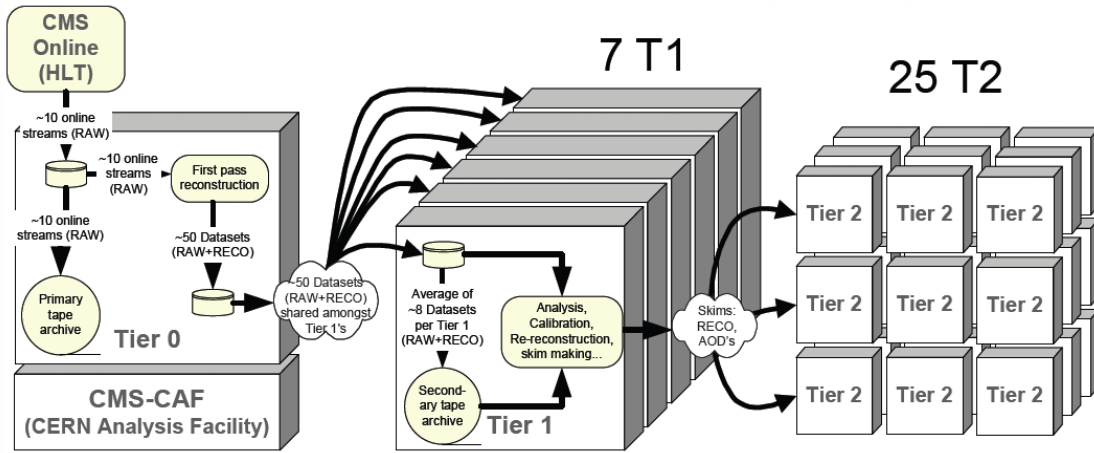 CMS
Online
(HLT)
~10 online
streams (RAW)
~10 online
streams
(RAW)
First pass
reconstruction
~10 online
streams (RAW)
~50 Datasets
(RAW+RECO)
Primary
tape
archive
Tier 0
CMS-CAF
(CERN Analysis Facility)
~50 Datasets
(RAW+RECO)
shared amongst
Tier 1's
7 T1
Average of
~8 Datasets
per Tier 1
(RAW+RECO)
Analysis,
Calibration,
Re-reconstruction,
skim making...
Second-
ary tape
archive
Tier 1
Skims:
RECO,
AOD's
25 T2
Tier 2 Tier 2 Tier 2
Tier 2 Tier 2 Tier 2
Tier 2 Tier 2 Tier 2